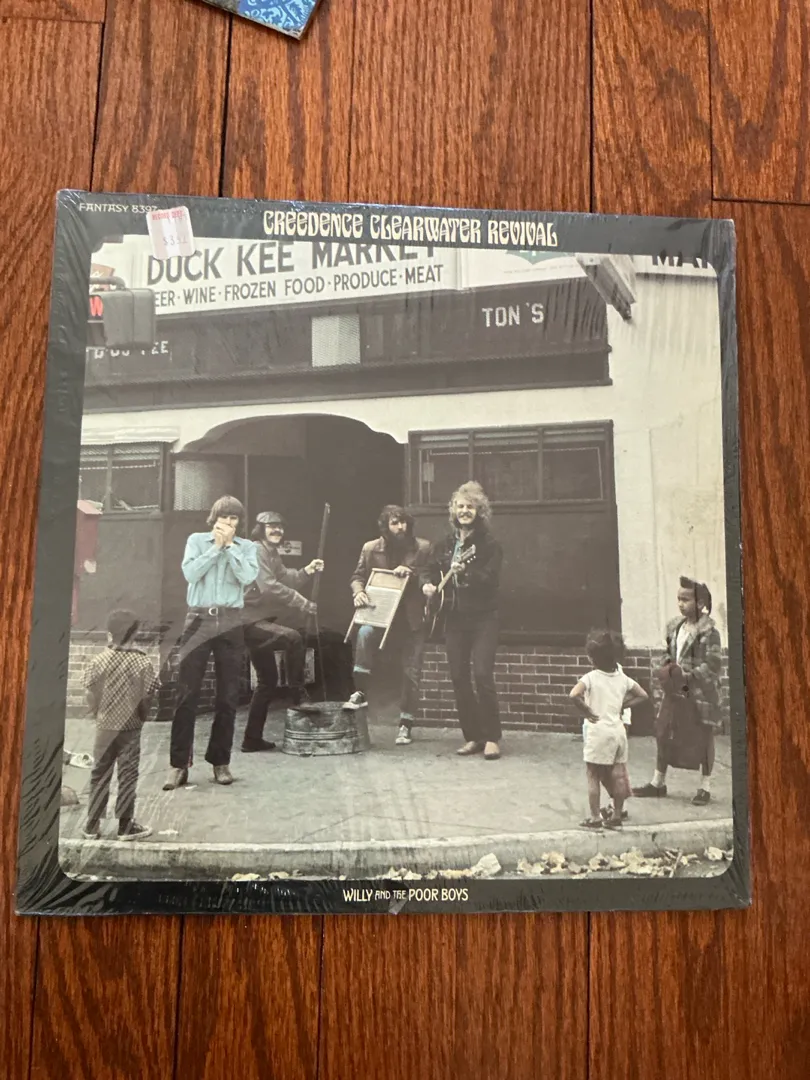 FANTASY 8397
CREEDENCE CLEARWATER REVIVAL
DUCK KEE MARKET
EER·WINE·FROZEN FOOD·PRODUCE·MEAT
TON'S
WILLY AND THE POOR BOYS